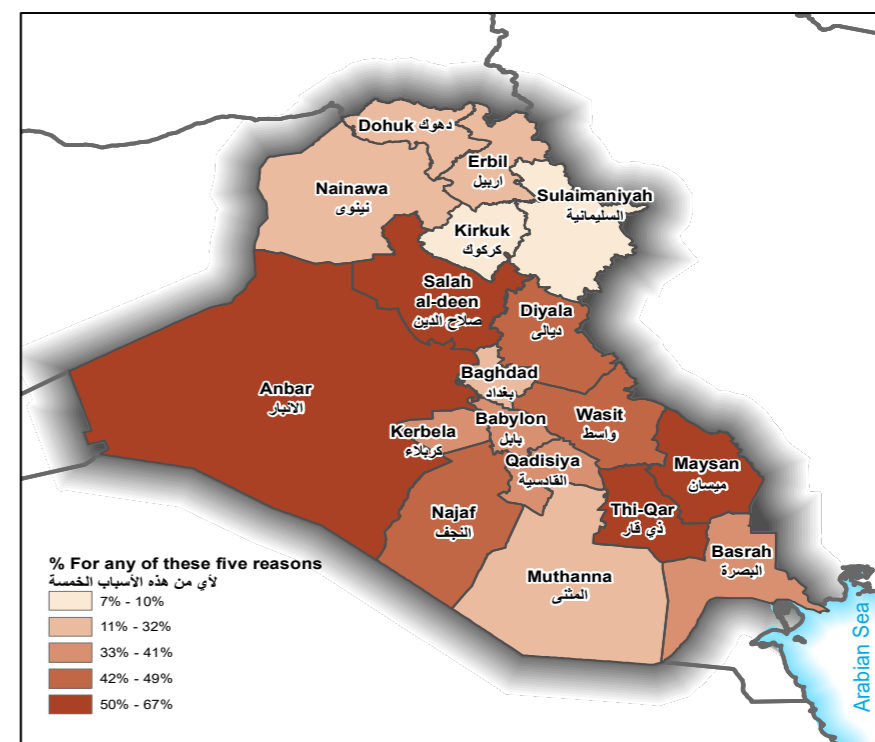 Dohuk دهوك
Erbil
اربيل
Nainawa
نينوى
Sulaimaniyah
السليمانية
Kirkuk
كركوك
Salah
al-deen
صلاح الدين
Diyala
ديالى
Baghdad
بغداد
Anbar
الانبار
Wasit
واسط
Babylon
بابل
Kerbela
كربلاء
Qadisiya
القادسية
Maysan
ميسان
Najaf
النجف
Thi-Qar
ذي قار
Basrah
البصرة
Muthanna
المثنى
Arabian Sea
% For any of these five reasons
لأي من هذه الأسباب الخمسة
7% - 10%
11% - 32%
33% - 41%
42% - 49%
50% - 67%